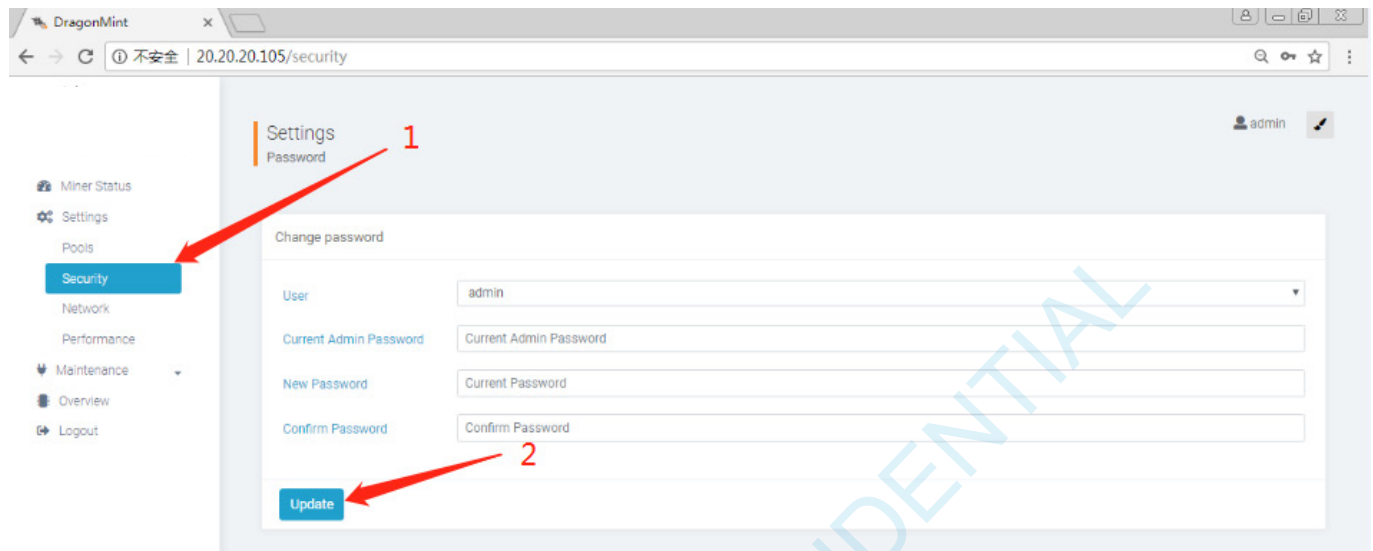 DragonMint
不安全 | 20.20.20.105/security
Settings
Password
1
admin
Miner Status
Settings
Pools
Security
Network
Performance
Maintenance
Overview
Logout
Change password
User
admin
Current Admin Password
Current Admin Password
New Password
Current Password
Confirm Password
Confirm Password
2
Update